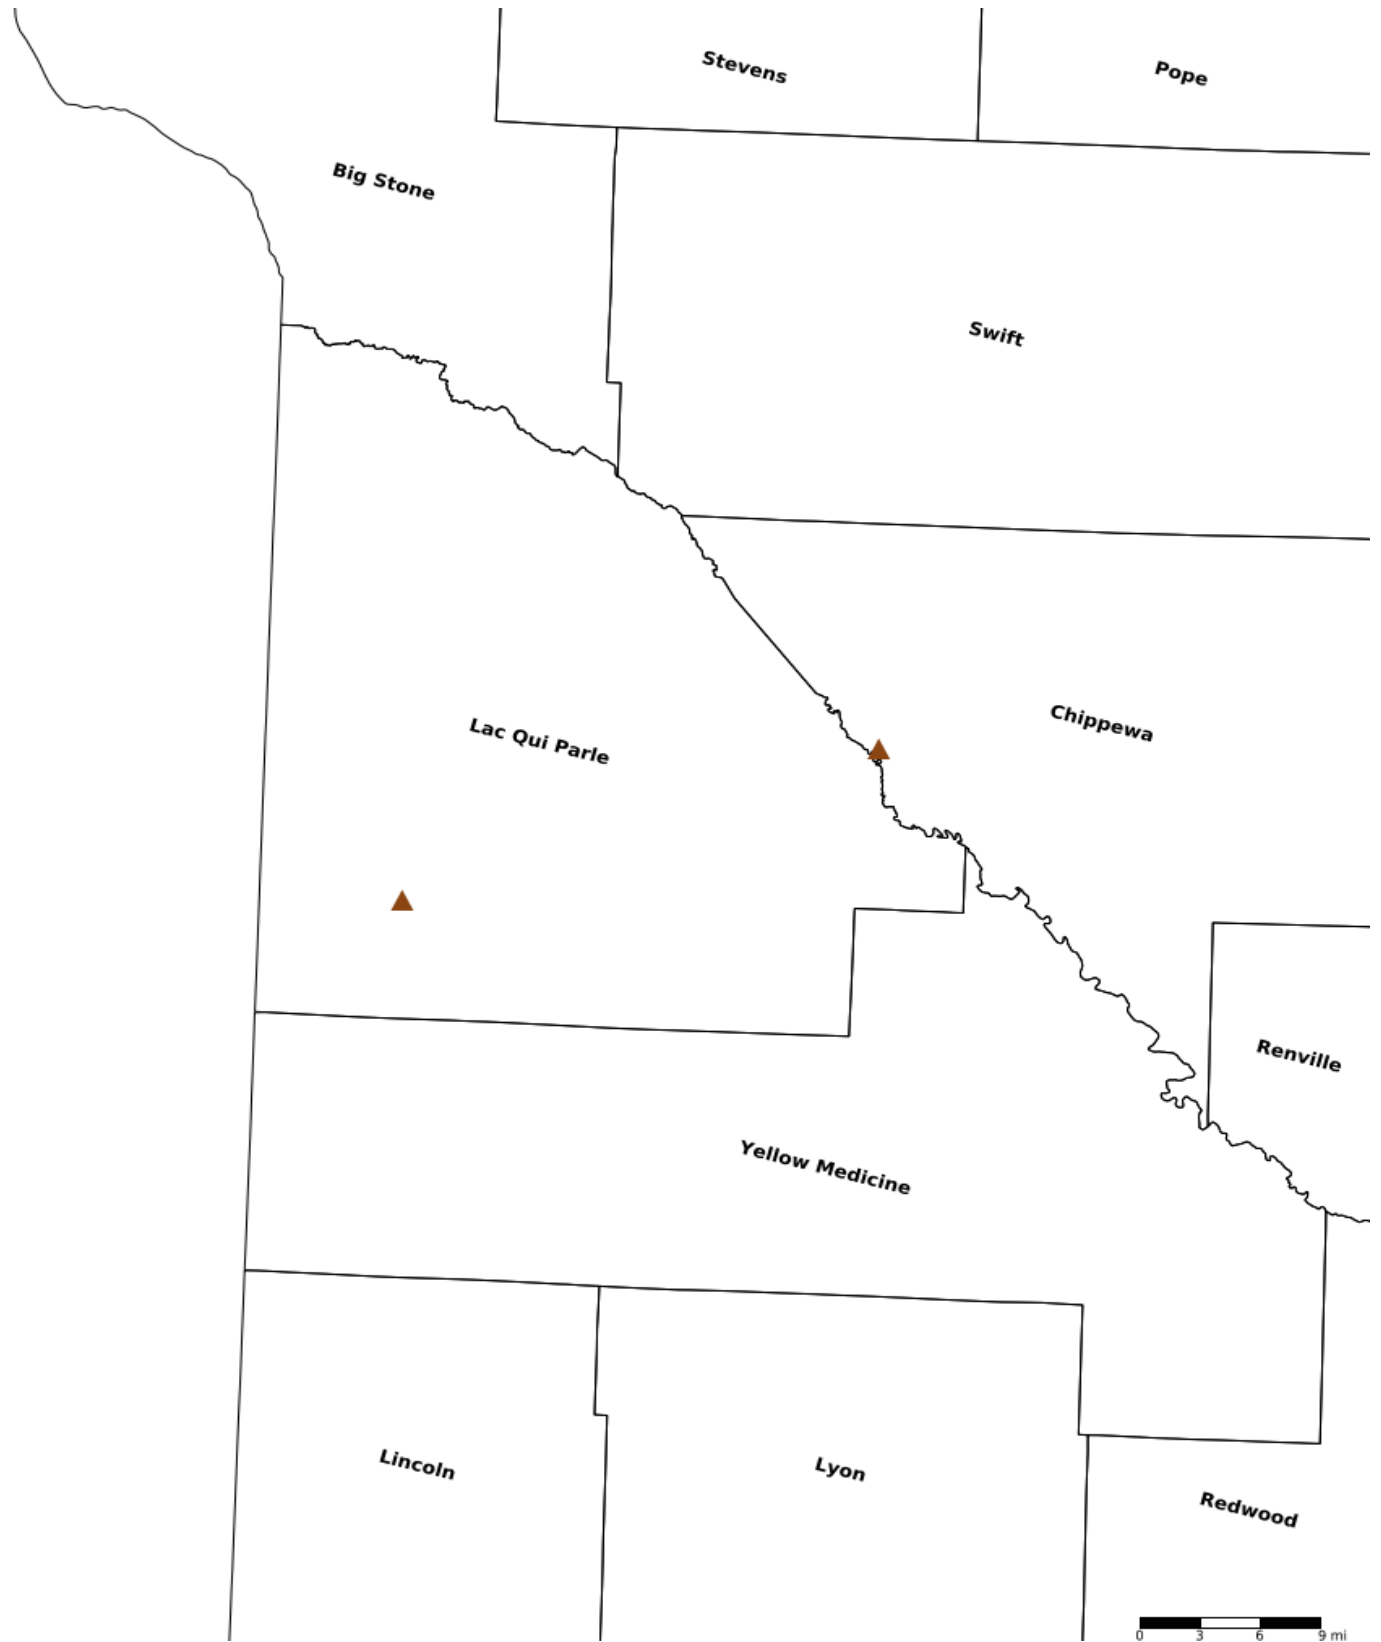 Stevens
Pope
Big Stone
Swift
Chippewa
Lac Qui Parle
Renville
Yellow Medicine
Lincoln
Lyon
Redwood
0 3 6 9 mi